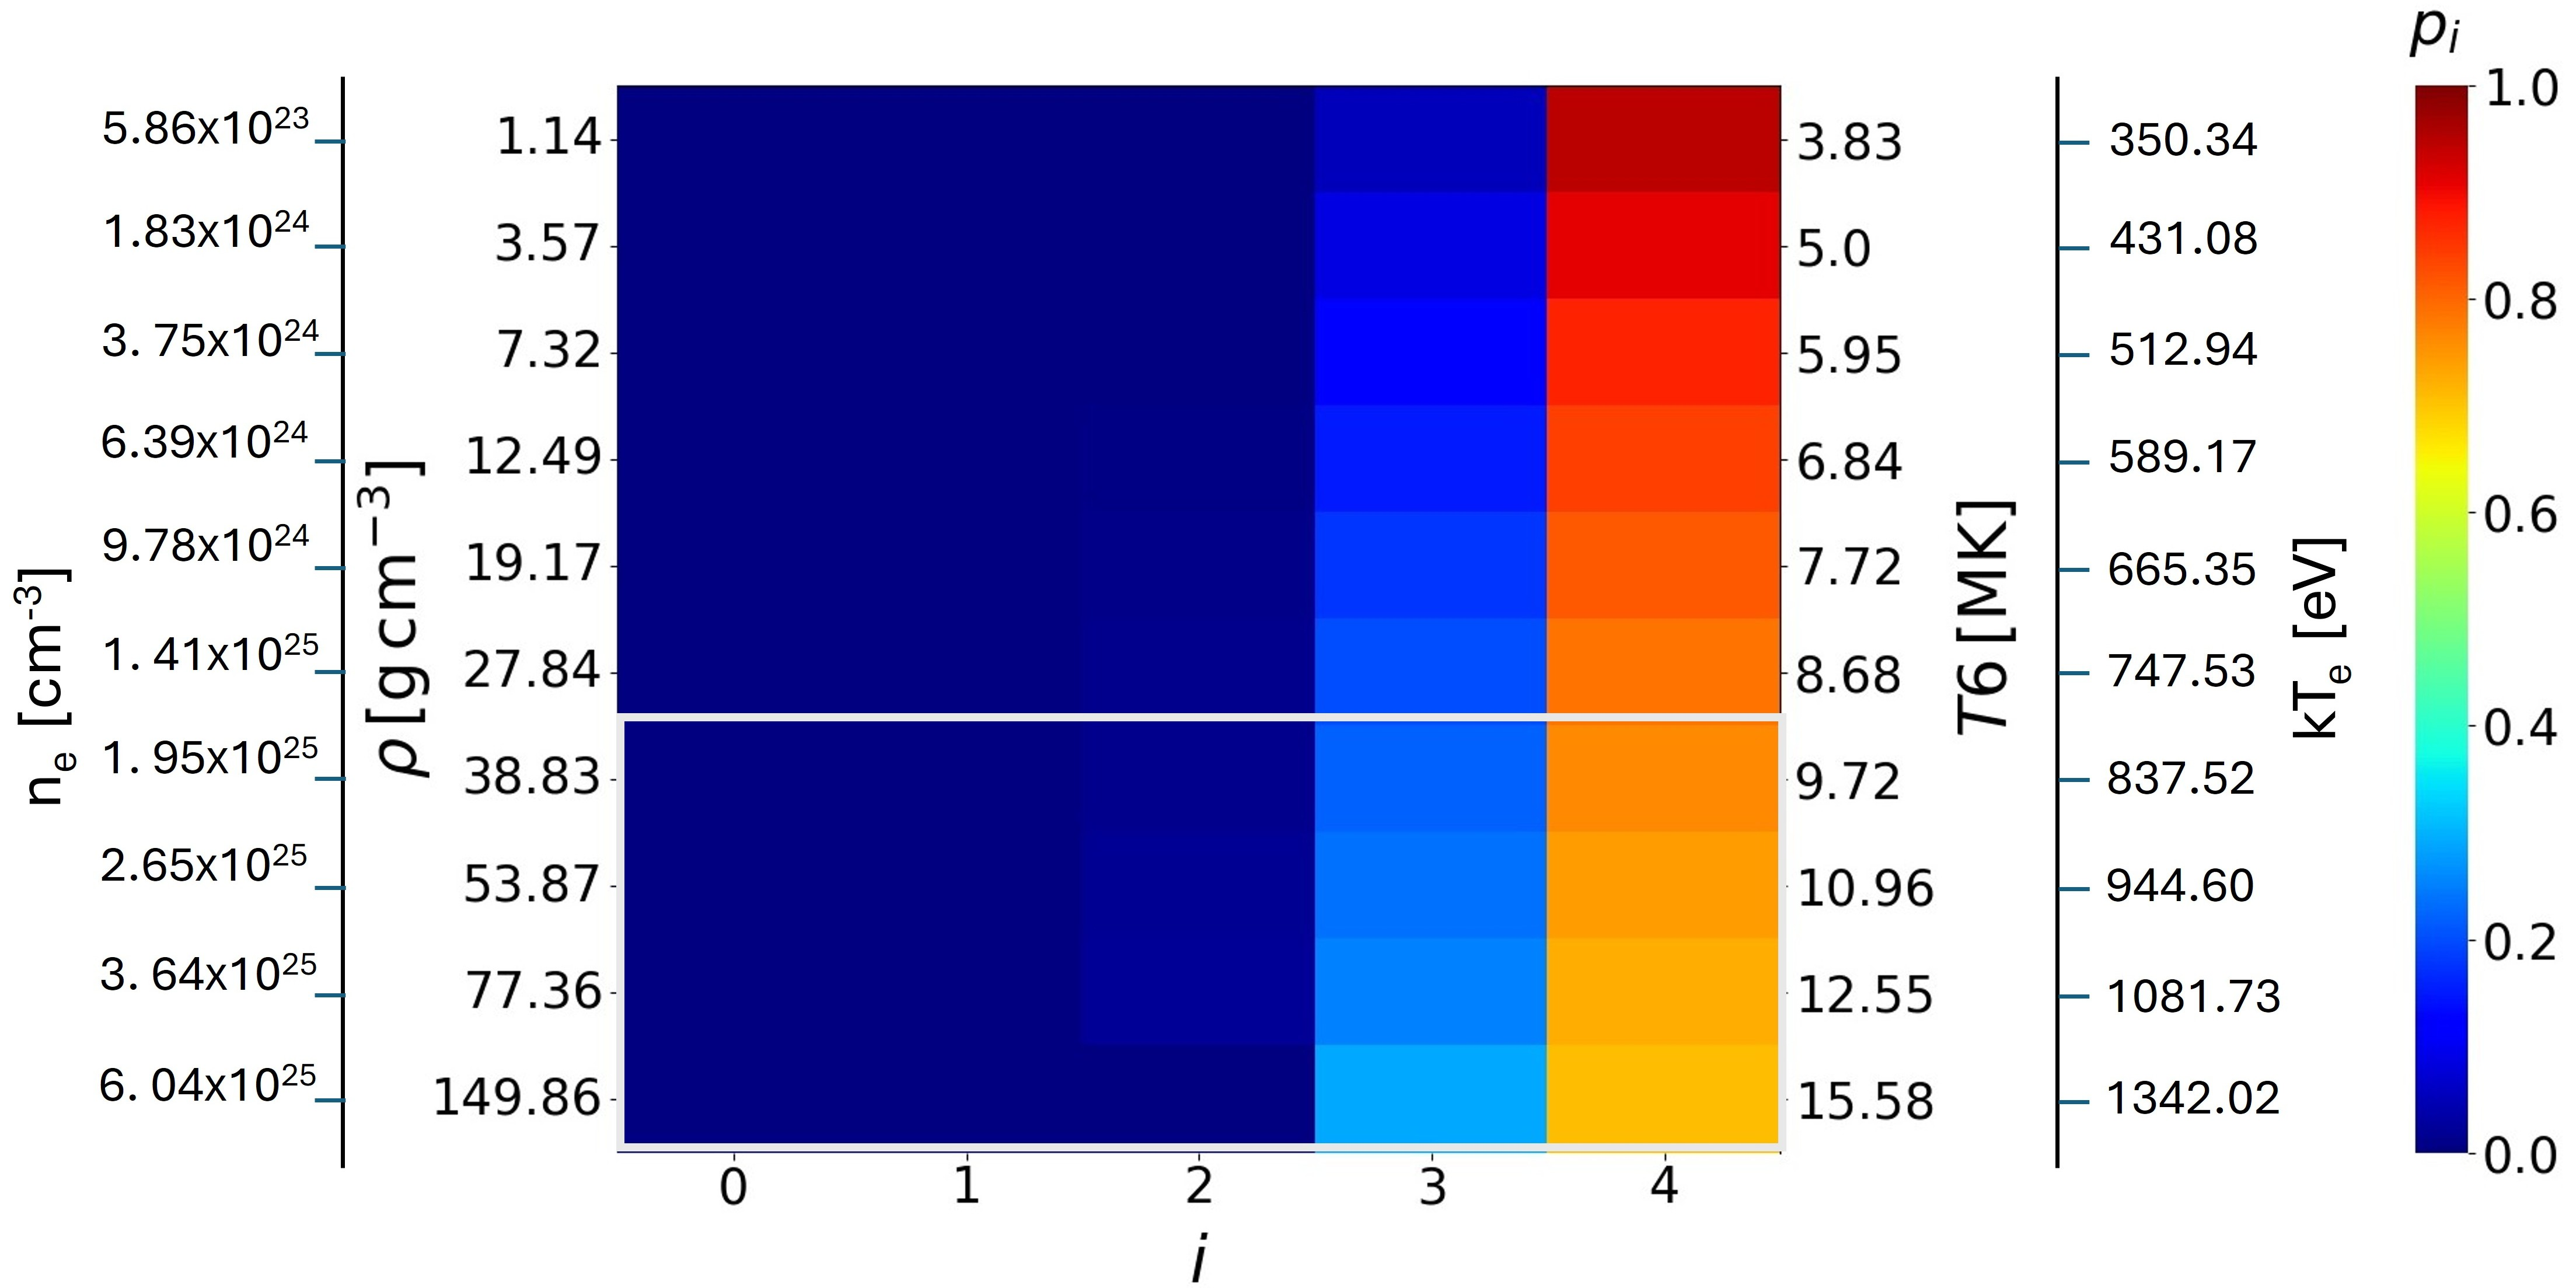 p_i
n_e [cm^-3]
5.86x10^23
1.83x10^24
3. 75x10^24
6.39x10^24
9.78x10^24
1. 41x10^25
1. 95x10^25
2.65x10^25
3. 64x10^25
6. 04x10^25
ρ [g cm^−3]
1.14
3.57
7.32
12.49
19.17
27.84
38.83
53.87
77.36
149.86
0 1 2 3 4
i
3.83
5.0
5.95
6.84
7.72
8.68
9.72
10.96
12.55
15.58
T6 [MK]
350.34
431.08
512.94
589.17
665.35
747.53
837.52
944.60
1081.73
1342.02
kT_e [eV]
1.0
0.8
0.6
0.4
0.2
0.0